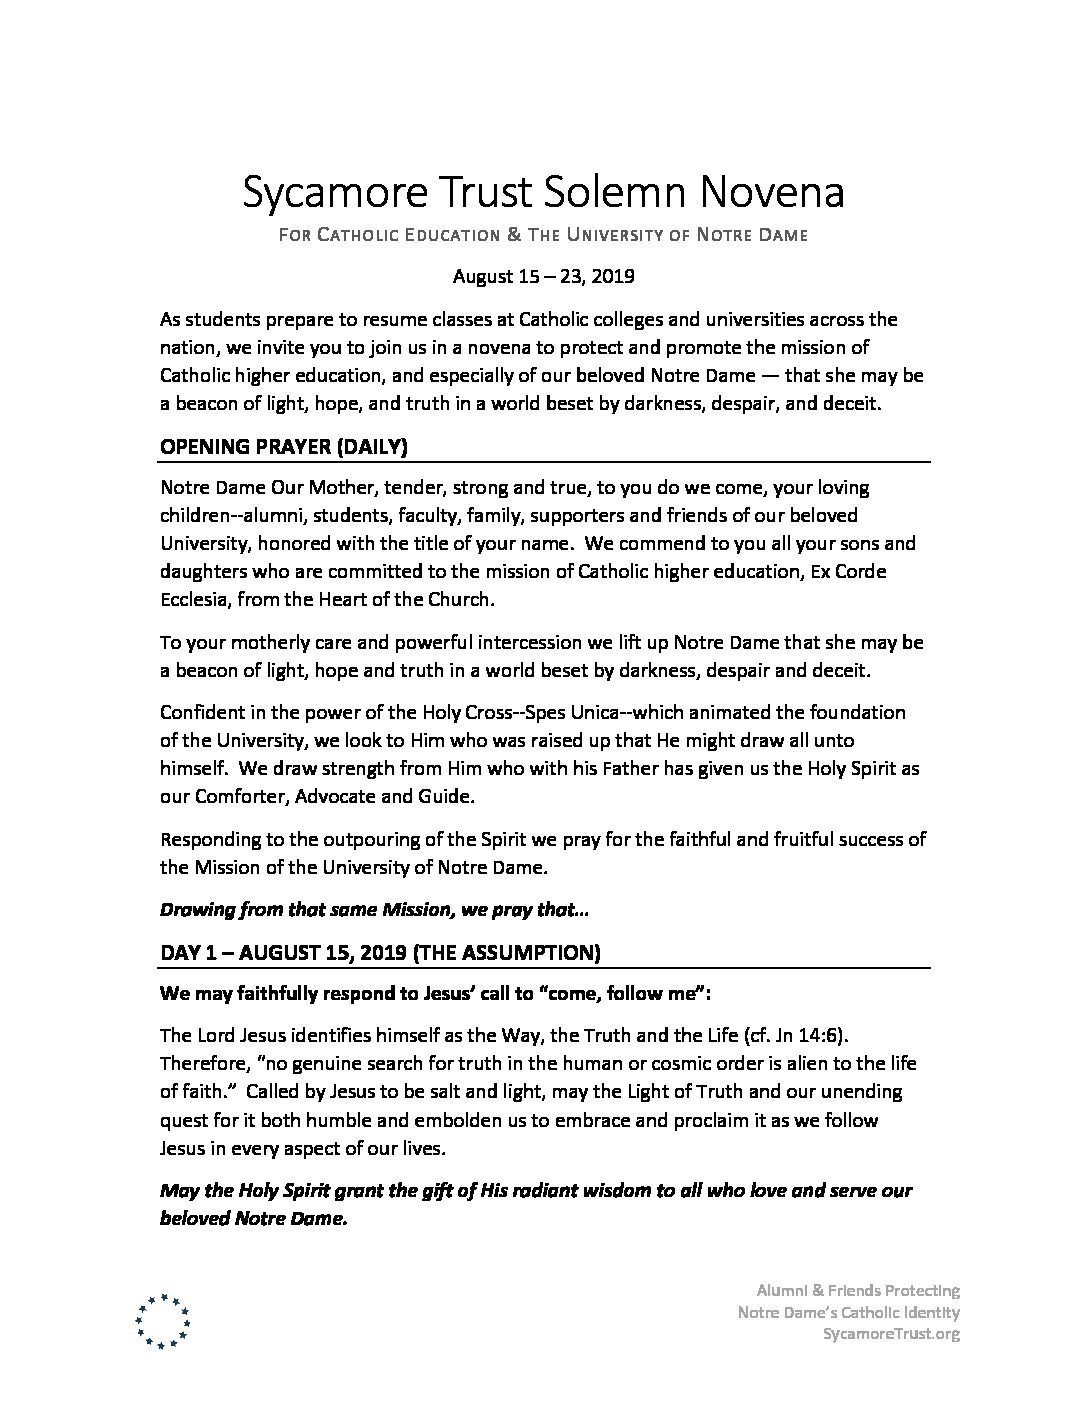 Sycamore Trust Solemn Novena
FOR CATHOLIC EDUCATION & THE UNIVERSITY OF NOTRE DAME
August 15 – 23, 2019
As students prepare to resume classes at Catholic colleges and universities across the
nation, we invite you to join us in a novena to protect and promote the mission of
Catholic higher education, and especially of our beloved Notre Dame — that she may be
a beacon of light, hope, and truth in a world beset by darkness, despair, and deceit.
OPENING PRAYER (DAILY)
Notre Dame Our Mother, tender, strong and true, to you do we come, your loving
children--alumni, students, faculty, family, supporters and friends of our beloved
University, honored with the title of your name.  We commend to you all your sons and
daughters who are committed to the mission of Catholic higher education, Ex Corde
Ecclesia, from the Heart of the Church.
To your motherly care and powerful intercession we lift up Notre Dame that she may be
a beacon of light, hope and truth in a world beset by darkness, despair and deceit.
Confident in the power of the Holy Cross--Spes Unica--which animated the foundation
of the University, we look to Him who was raised up that He might draw all unto
himself.  We draw strength from Him who with his Father has given us the Holy Spirit as
our Comforter, Advocate and Guide.
Responding to the outpouring of the Spirit we pray for the faithful and fruitful success of
the Mission of the University of Notre Dame.
Drawing from that same Mission, we pray that…
DAY 1 – AUGUST 15, 2019 (THE ASSUMPTION)
We may faithfully respond to Jesus’ call to “come, follow me”:
The Lord Jesus identifies himself as the Way, the Truth and the Life (cf. Jn 14:6).
Therefore, “no genuine search for truth in the human or cosmic order is alien to the life
of faith.”  Called by Jesus to be salt and light, may the Light of Truth and our unending
quest for it both humble and embolden us to embrace and proclaim it as we follow
Jesus in every aspect of our lives.
May the Holy Spirit grant the gift of His radiant wisdom to all who love and serve our
beloved Notre Dame.
Alumni & Friends Protecting
Notre Dame’s Catholic Identity
SycamoreTrust.org